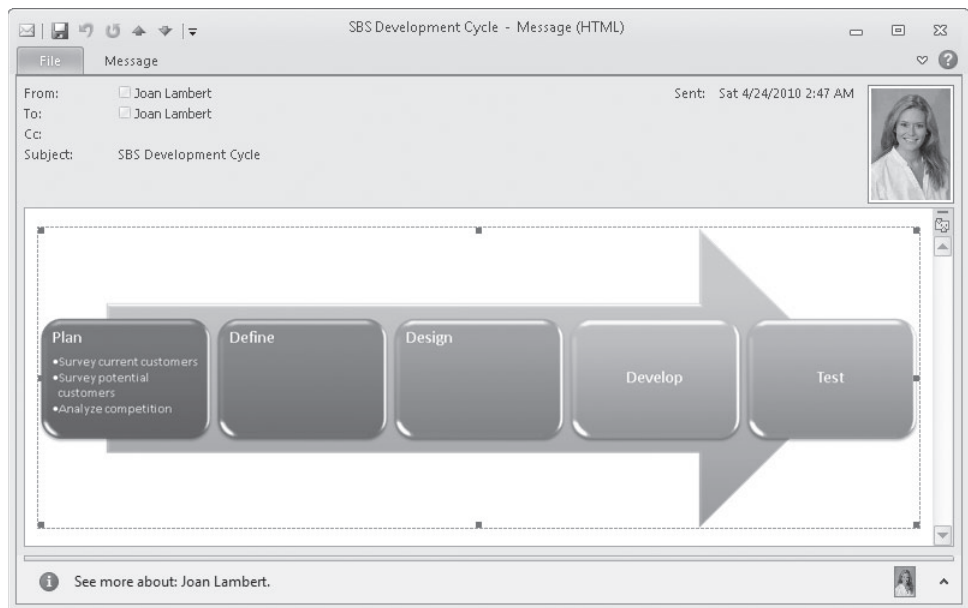 SBS Development Cycle - Message (HTML)
File
Message
From: Joan Lambert
Sent: Sat 4/24/2010 2:47 AM
To: Joan Lambert
Cc:
Subject: SBS Development Cycle
Plan
•Survey current customers
•Survey potential
customers
•Analyze competition
Define
Design
Develop
Test
See more about: Joan Lambert.